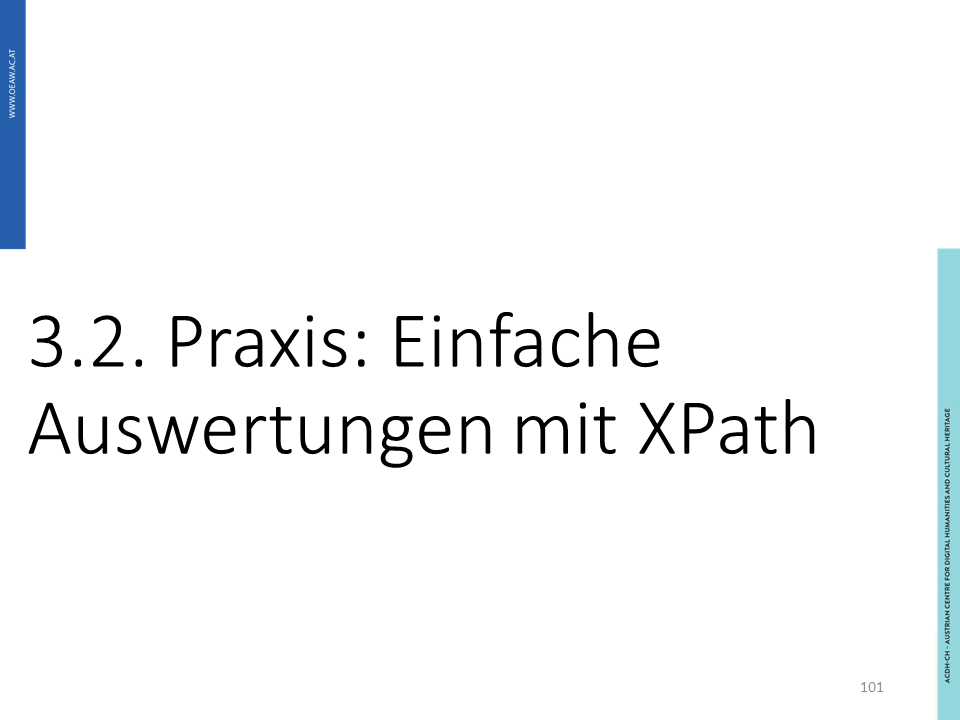 WWW.OEAW.AC.AT
3.2. Praxis: Einfache
Auswertungen mit XPath
ACDH-CH – AUSTRIAN CENTRE FOR DIGITAL HUMANITIES AND CULTURAL HERITAGE
101